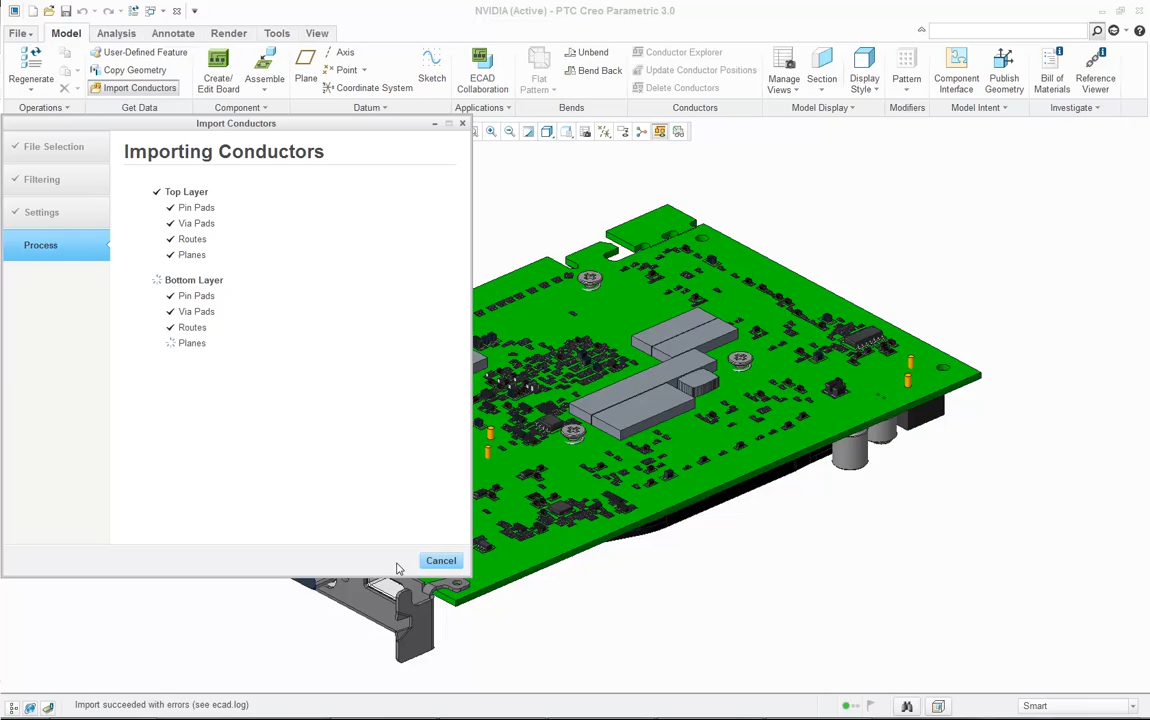 NVIDIA (Active) - PTC Creo Parametric 3.0
File
Model
Analysis
Annotate
Render
Tools
View
Regenerate
User-Defined Feature
Copy Geometry
Import Conductors
Create/
Edit Board
Assemble
Plane
Axis
Point
Coordinate System
Sketch
ECAD
Collaboration
Flat
Pattern
Unbend
Bend Back
Conductor Explorer
Update Conductor Positions
Delete Conductors
Manage
Views
Section
Display
Style
Pattern
Component
Interface
Publish
Geometry
Bill of
Materials
Reference
Viewer
Operations
Get Data
Component
Datum
Applications
Bends
Conductors
Model Display
Modifiers
Model Intent
Investigate
Import Conductors
File Selection
Filtering
Settings
Process
Importing Conductors
Top Layer
Pin Pads
Via Pads
Routes
Planes
Bottom Layer
Pin Pads
Via Pads
Routes
Planes
Cancel
Import succeeded with errors (see ecad.log)
Smart